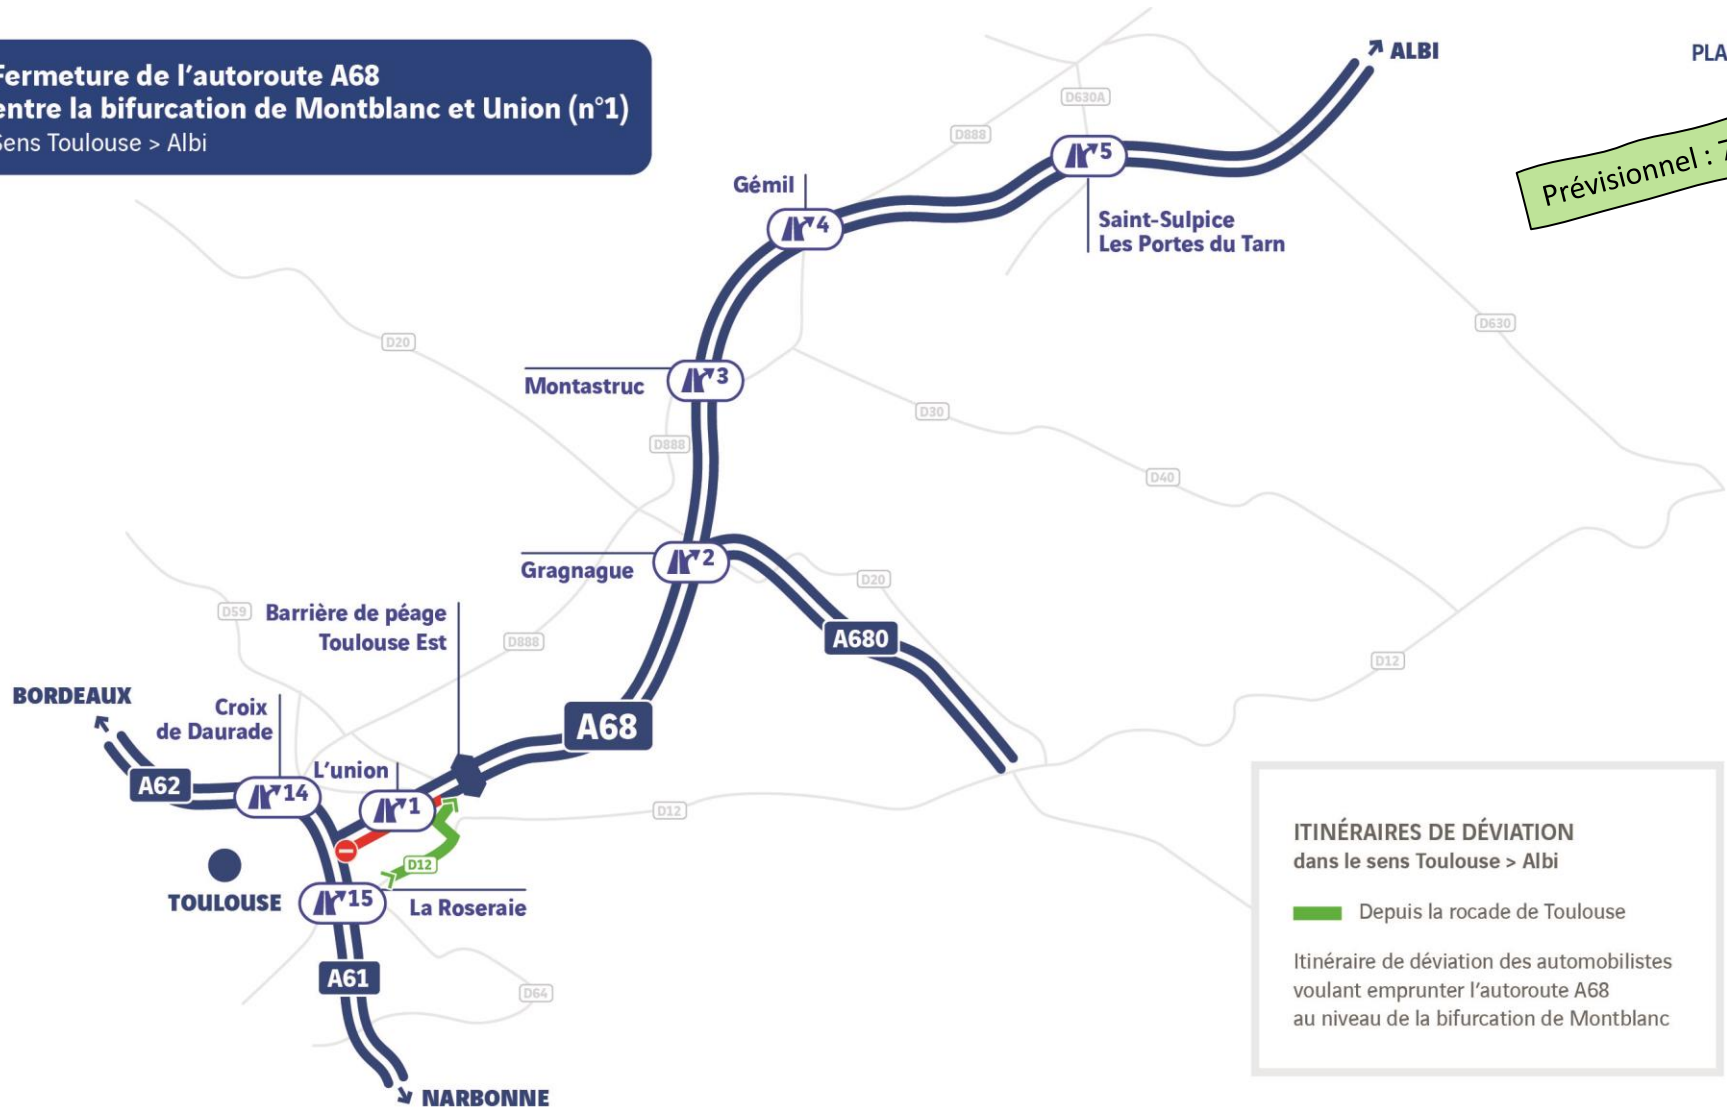 Fermeture de l'autoroute A68
entre la bifurcation de Montblanc et Union (n°1)
Sens Toulouse > Albi
ALBI
Prévisionnel :
D630A
D888
5
Gémil
4
Saint-Sulpice
Les Portes du Tarn
D630
D20
3
Montastruc
D30
D888
D40
2
Gragnague
D20
D59
Barrière de péage
Toulouse Est
D888
A680
D12
BORDEAUX
Croix
de Daurade
A68
L'union
A62
14
1
D12
D12
TOULOUSE
15
La Roseraie
A61
D64
NARBONNE
ITINÉRAIRES DE DÉVIATION
dans le sens Toulouse > Albi
Depuis la rocade de Toulouse
Itinéraire de déviation des automobilistes
voulant emprunter l'autoroute A68
au niveau de la bifurcation de Montblanc